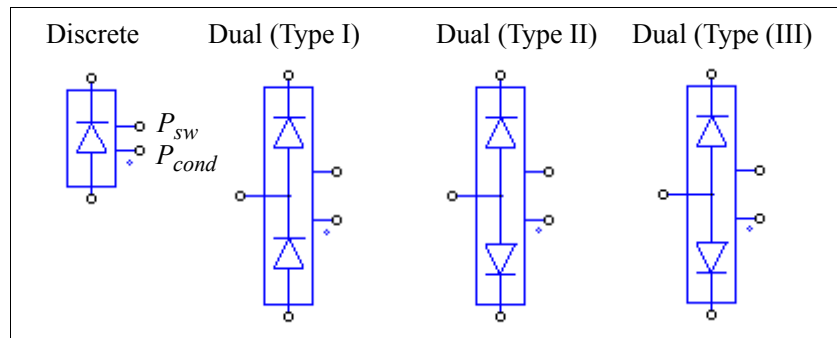 Discrete Dual (Type I) Dual (Type II) Dual (Type (III)
P_sw
P_cond